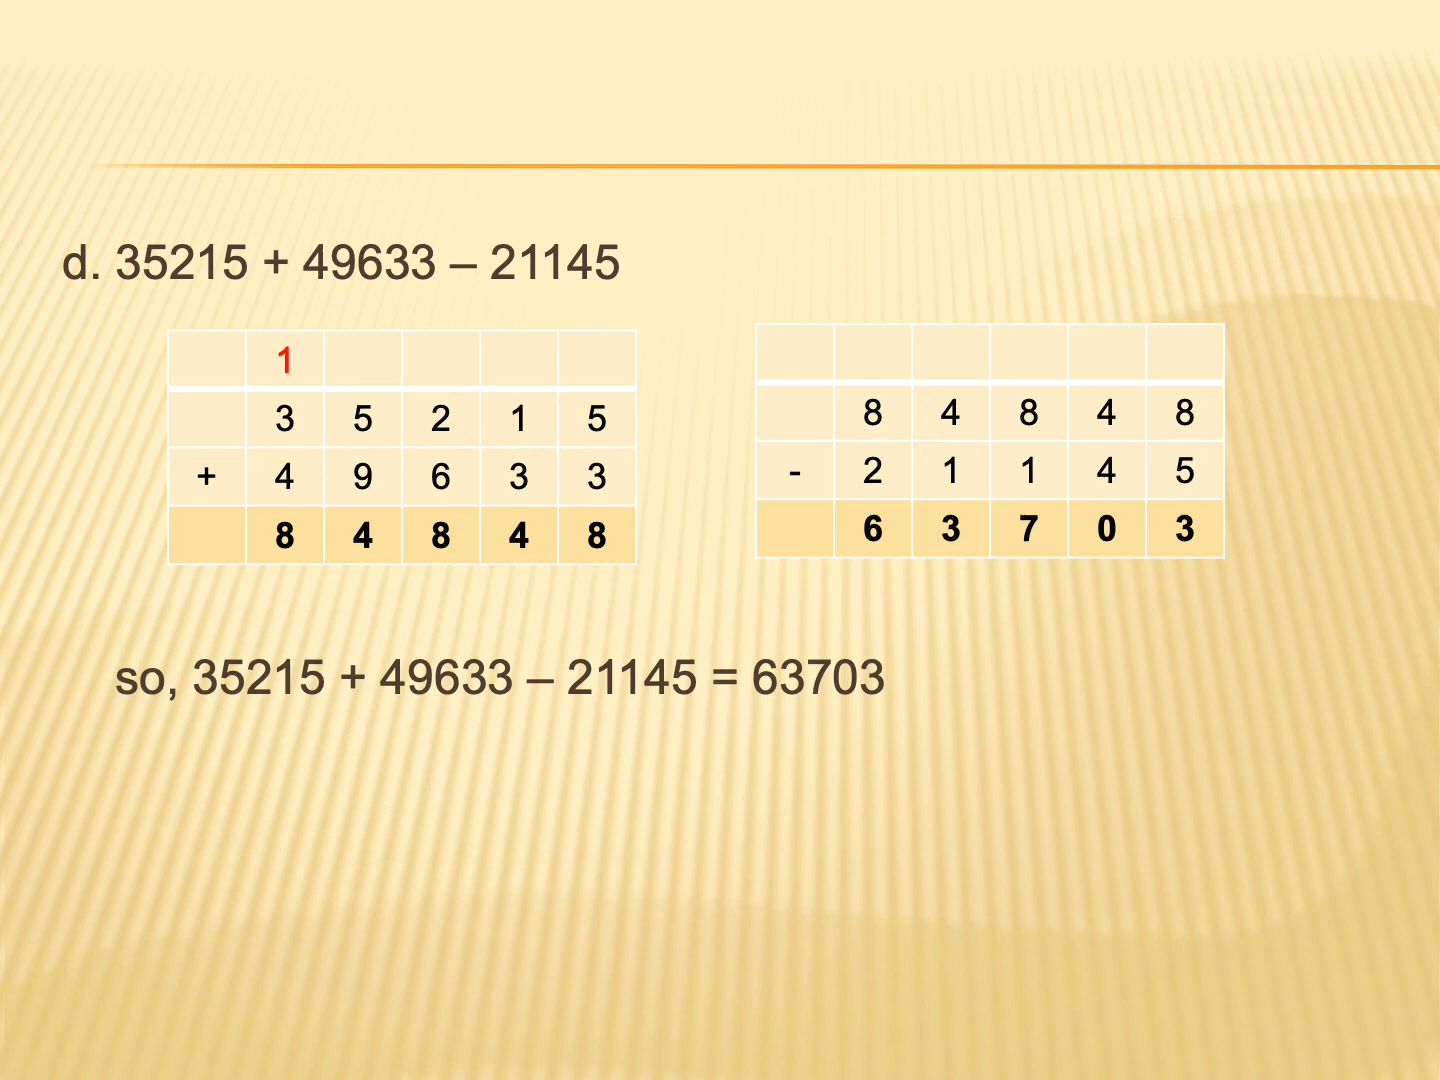 d. 35215 + 49633 – 21145
1
3 5 2 1 5
+ 4 9 6 3 3
8 4 8 4 8
8 4 8 4 8
- 2 1 1 4 5
6 3 7 0 3
so, 35215 + 49633 – 21145 = 63703